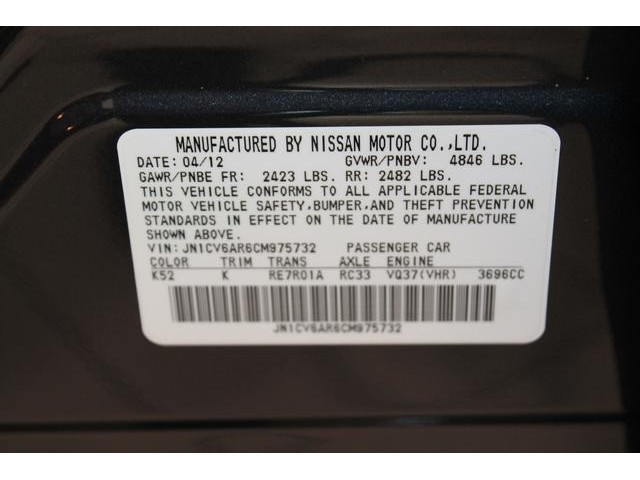 MANUFACTURED BY NISSAN MOTOR CO.,LTD.
DATE: 04/12 GVWR/PNBV: 4846 LBS.
GAWR/PNBE FR: 2423 LBS. RR: 2482 LBS.
THIS VEHICLE CONFORMS TO ALL APPLICABLE FEDERAL
MOTOR VEHICLE SAFETY, BUMPER, AND THEFT PREVENTION
STANDARDS IN EFFECT ON THE DATE OF MANUFACTURE
SHOWN ABOVE.
VIN: JN1CV6AR6CM975732 PASSENGER CAR
COLOR TRIM TRANS AXLE ENGINE
K52 K RE7R01A RC33 VQ37(VHR) 3696CC
JN1CV6AR6CM975732